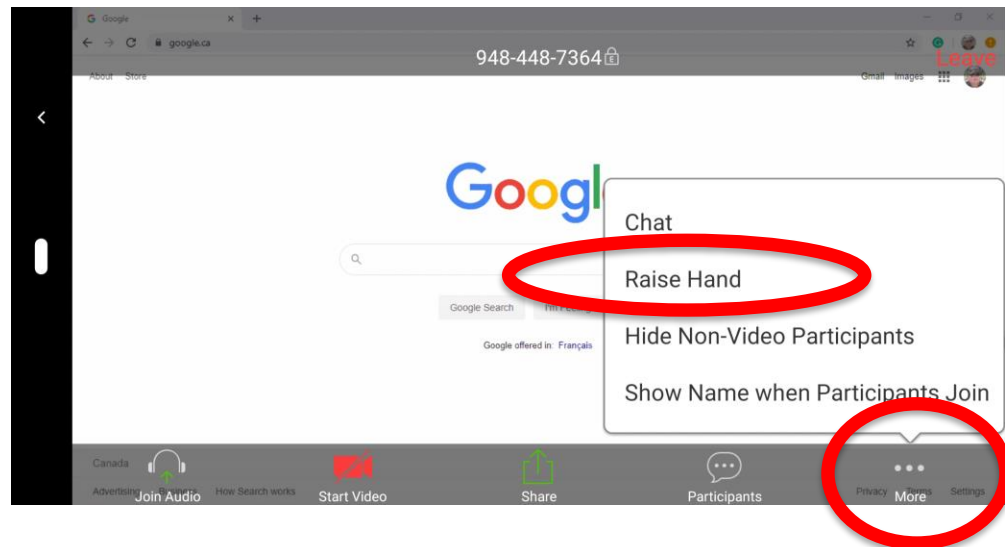 Google
google.ca
948-448-7364
Leave
About Store
Gmail Images
Googl
Chat
Raise Hand
Google Search
Hide Non-Video Participants
Google offered in: Français
Show Name when Participants Join
Canada
Advertising How Search works
Privacy Terms Settings
Join Audio
Start Video
Share
Participants
More